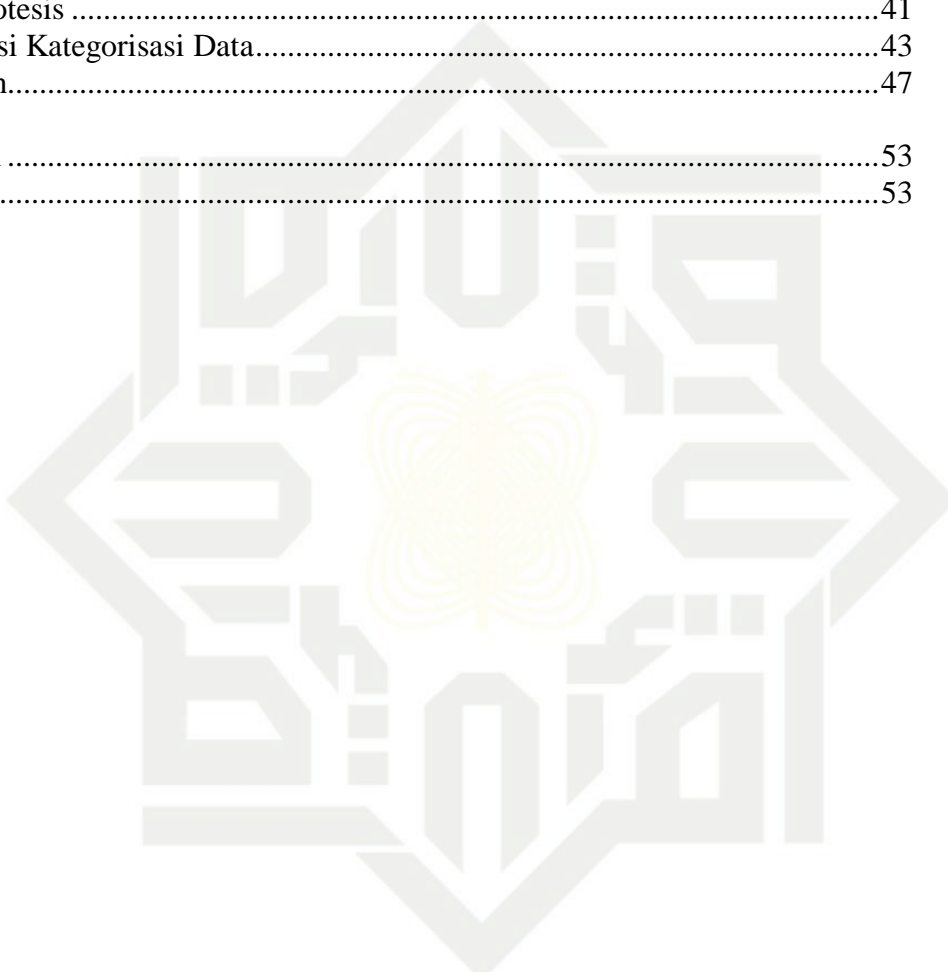 otesis ........................................................................................................41
si Kategorisasi Data................................................................................43
n...............................................................................................................47
...............................................................................................................53
...............................................................................................................53